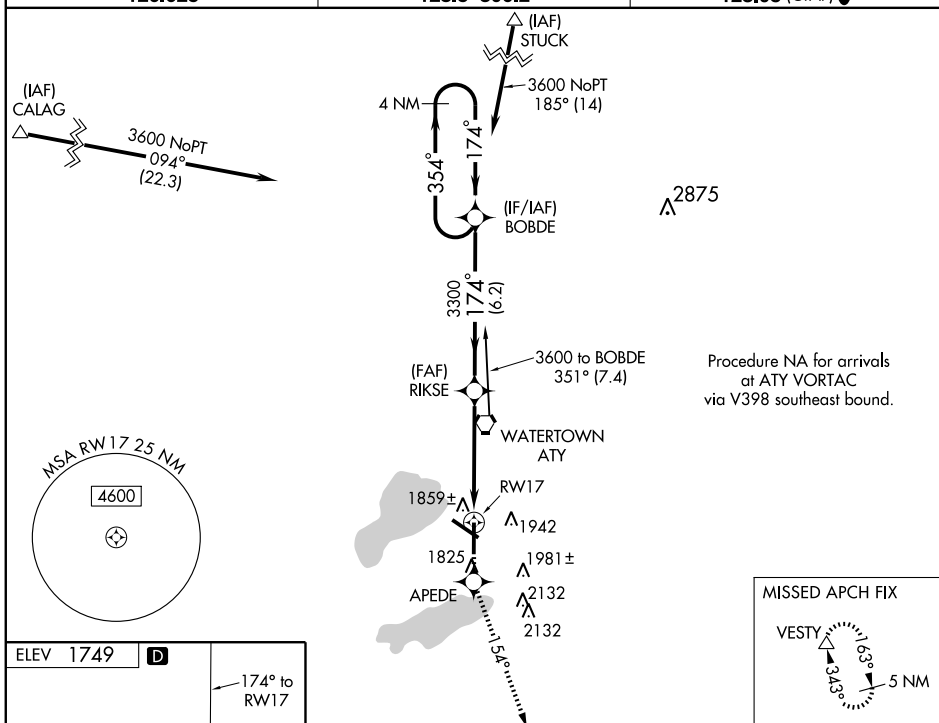 (IAF)
STUCK
3600 NoPT
185° (14)
(IAF)
CALAG
3600 NoPT
094°
(22.3)
4 NM
354°
174°
(IF/IAF)
BOBDE
2875
3300
174°
(6.2)
(FAF)
RIKSE
3600 to BOBDE
351° (7.4)
Procedure NA for arrivals
at ATY VORTAC
via V398 southeast bound.
WATERTOWN
ATY
MSA RW17 25 NM
4600
RW17
1859±
1942
1825
1981±
APEDE
2132
2132
154°
MISSED APCH FIX
VESTY
163°
343°
5 NM
ELEV 1749 D
174° to
RW17